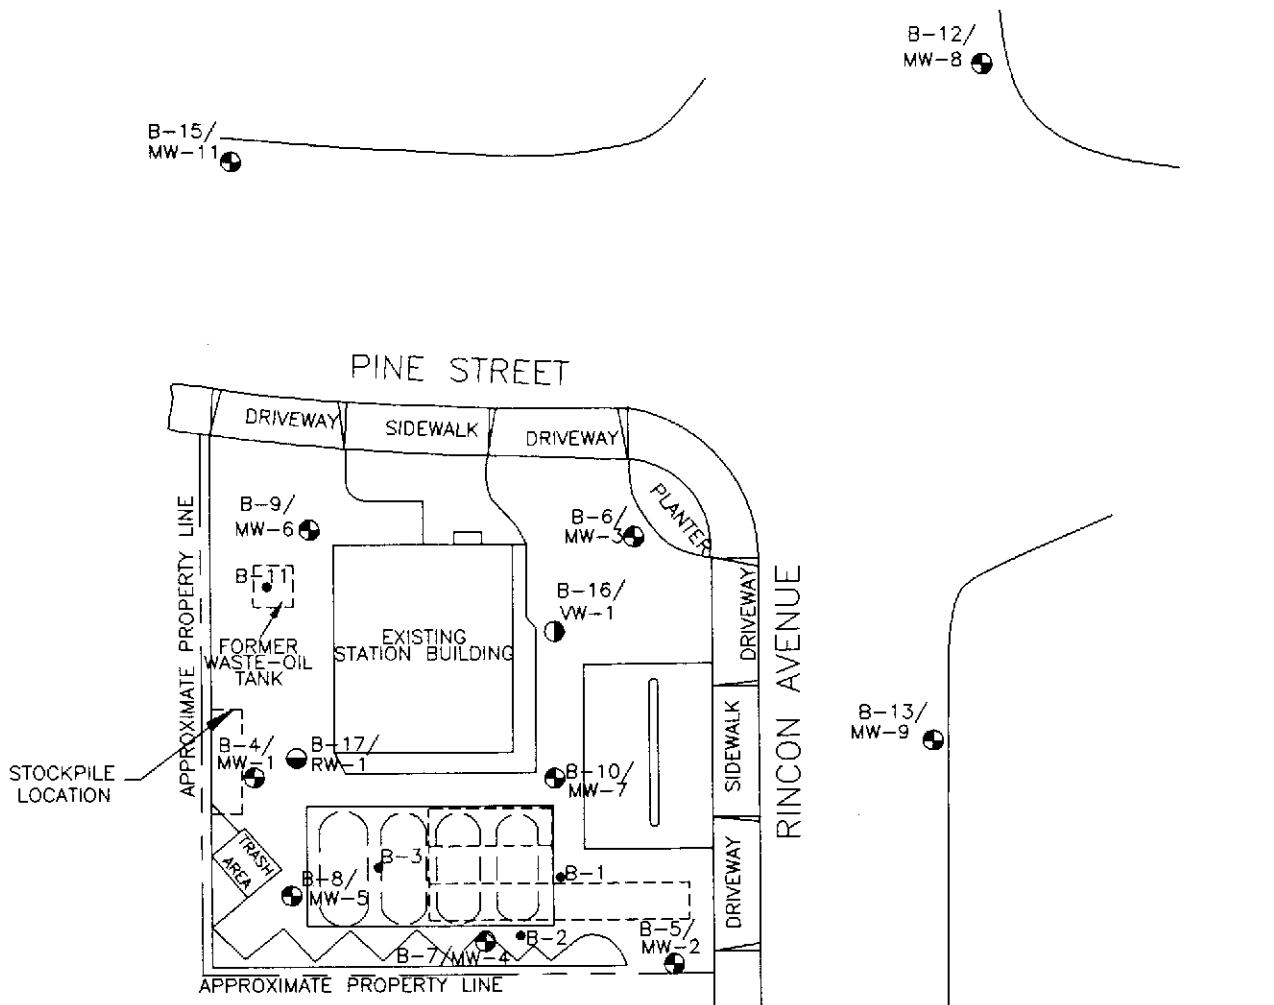 B-12/
MW-8
B-15/
MW-11
PINE STREET
DRIVEWAY
SIDEWALK
DRIVEWAY
PLANTER
B-9/
MW-6
B-6/
MW-3
APPROXIMATE PROPERTY LINE
B-11
B-16/
VW-1
DRIVEWAY
RINCON AVENUE
FORMER
WASTE-OIL
TANK
EXISTING
STATION BUILDING
SIDEWALK
B-13/
MW-9
STOCKPILE
LOCATION
B-4/
MW-1
B-17/
RW-1
B-10/
MW-7
TRASH
AREA
B-3
B-1
B-8/
MW-5
DRIVEWAY
B-2
B-5/
MW-2
B-7/MW-4
APPROXIMATE PROPERTY LINE